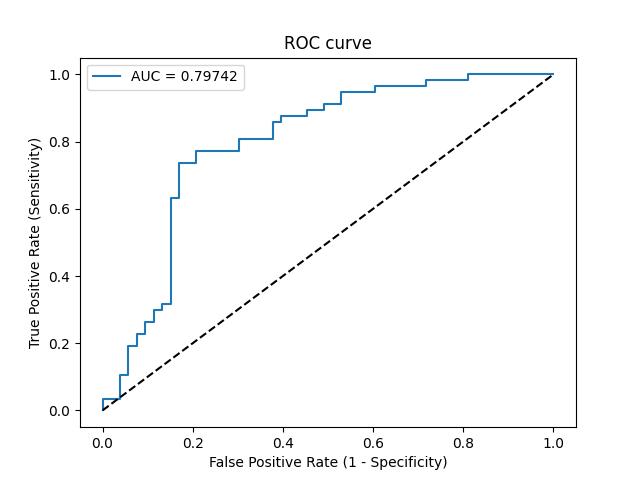 ROC curve
AUC = 0.79742
True Positive Rate (Sensitivity)
1.0
0.8
0.6
0.4
0.2
0.0
0.0 0.2 0.4 0.6 0.8 1.0
False Positive Rate (1 - Specificity)